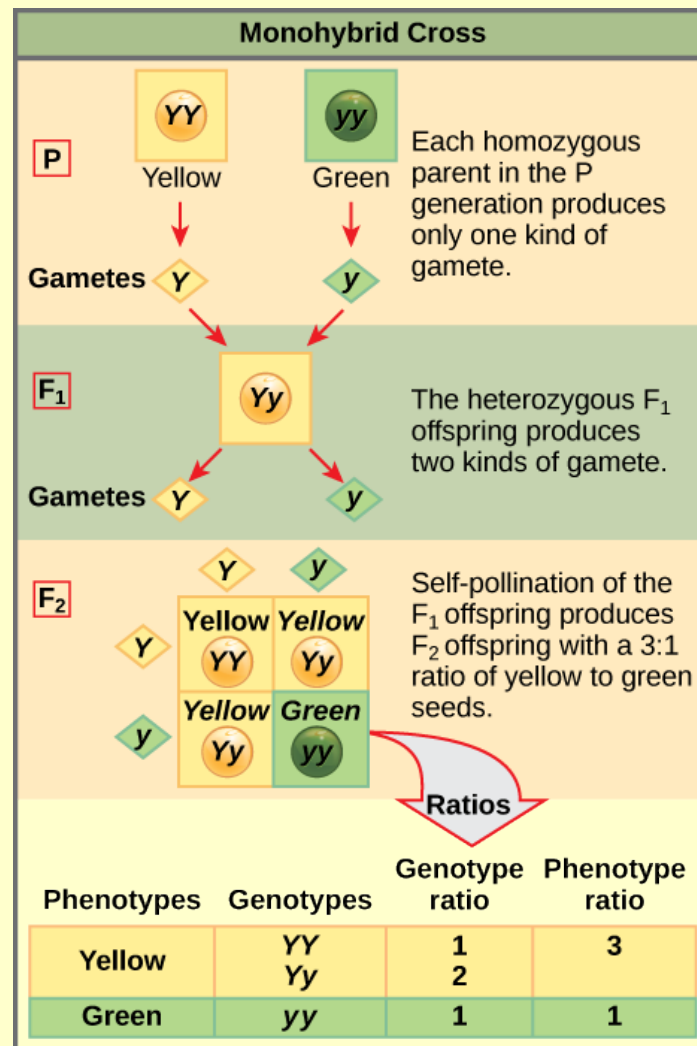 Monohybrid Cross
P
YY
yy
Yellow
Green
Each homozygous
parent in the P
generation produces
only one kind of
gamete.
Gametes
Y
y
F₁
Yy
The heterozygous F₁
offspring produces
two kinds of gamete.
Gametes
Y
y
F₂
Y
y
Y
y
Yellow
YY
Yellow
Yy
Yellow
Yy
Green
yy
Self-pollination of the
F₁ offspring produces
F₂ offspring with a 3:1
ratio of yellow to green
seeds.
Ratios
Phenotypes
Genotypes
Genotype
ratio
Phenotype
ratio
Yellow
YY
1
3
Yy
2
Green
yy
1
1